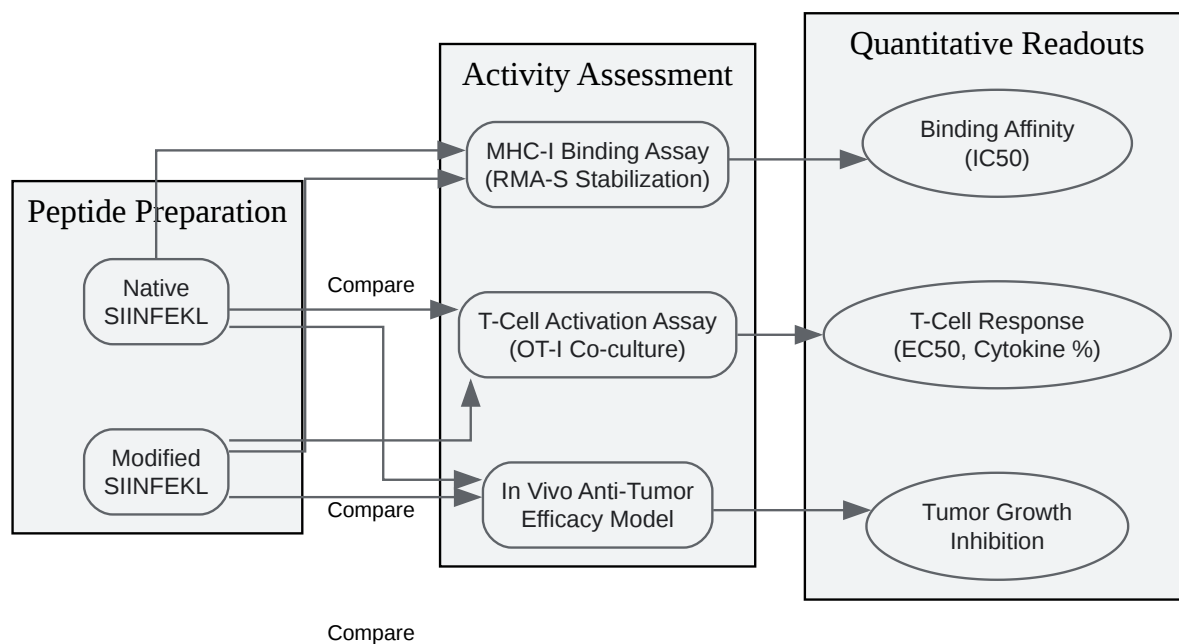 Peptide Preparation
Native
SIINFEKL
Modified
SIINFEKL
Compare
Compare
Compare
Activity Assessment
MHC-I Binding Assay
(RMA-S Stabilization)
T-Cell Activation Assay
(OT-I Co-culture)
In Vivo Anti-Tumor
Efficacy Model
Quantitative Readouts
Binding Affinity
(IC50)
T-Cell Response
(EC50, Cytokine %)
Tumor Growth
Inhibition